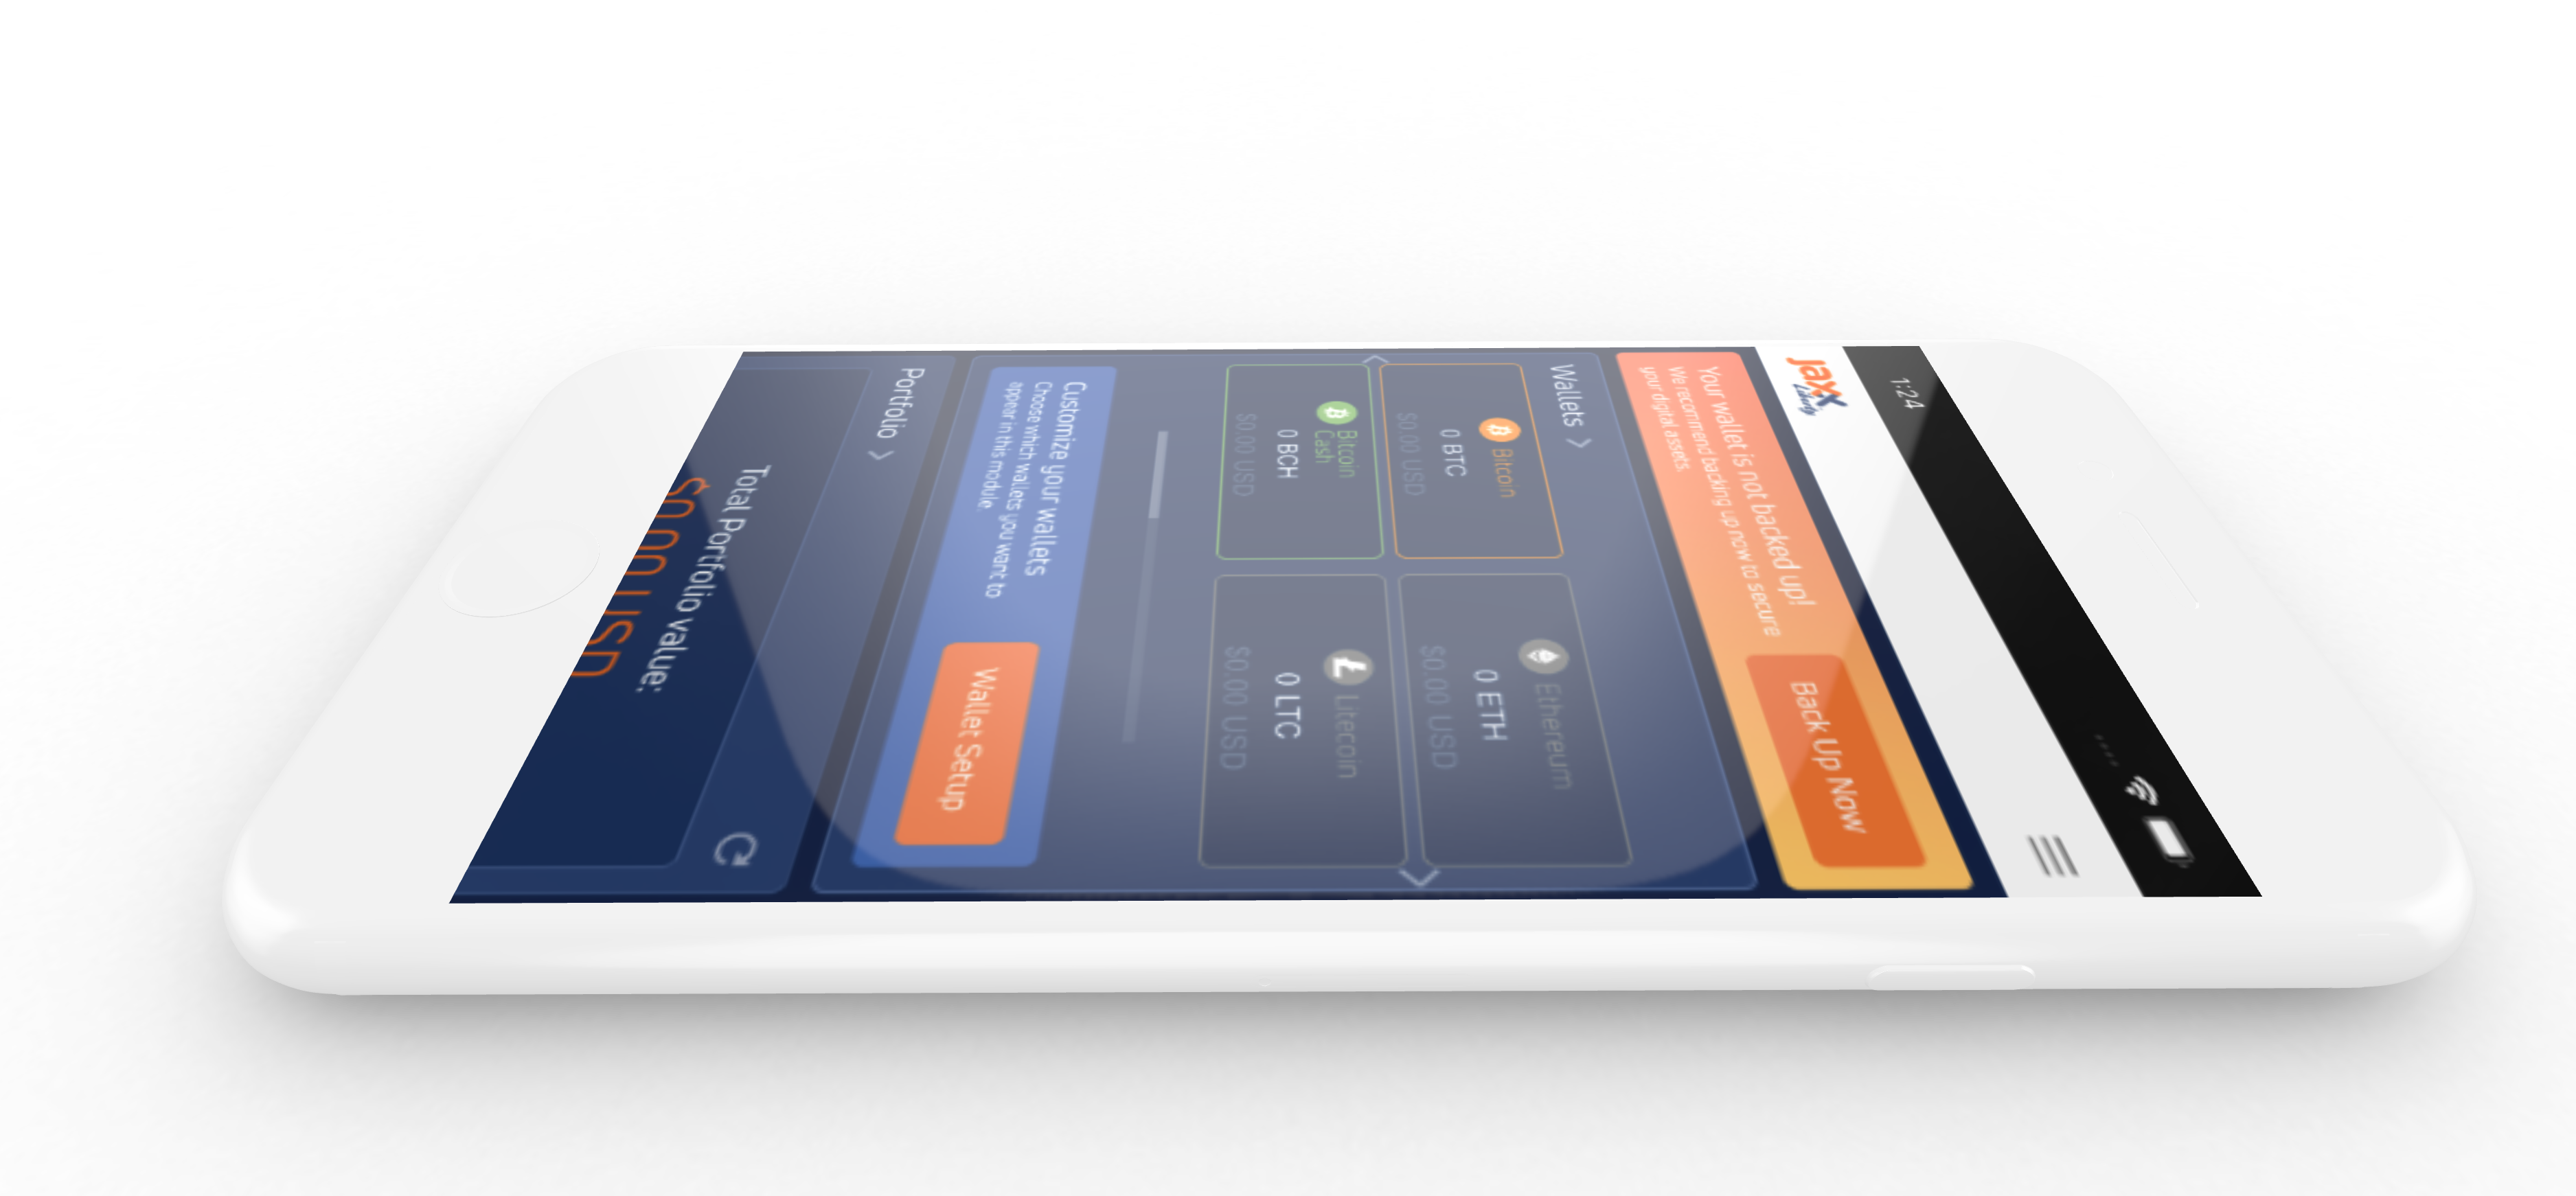 1:24
jaxx
Liberty
Your wallet is not backed up!
We recommend backing up now to secure
your digital assets.
Back Up Now
Wallets
Bitcoin
0 BTC
$0.00 USD
Ethereum
0 ETH
$0.00 USD
Bitcoin
Cash
0 BCH
$0.00 USD
Litecoin
0 LTC
$0.00 USD
Customize your wallets
Choose which wallets you want to
appear in this module.
Wallet Setup
Portfolio
Total Portfolio value:
$0.00 USD